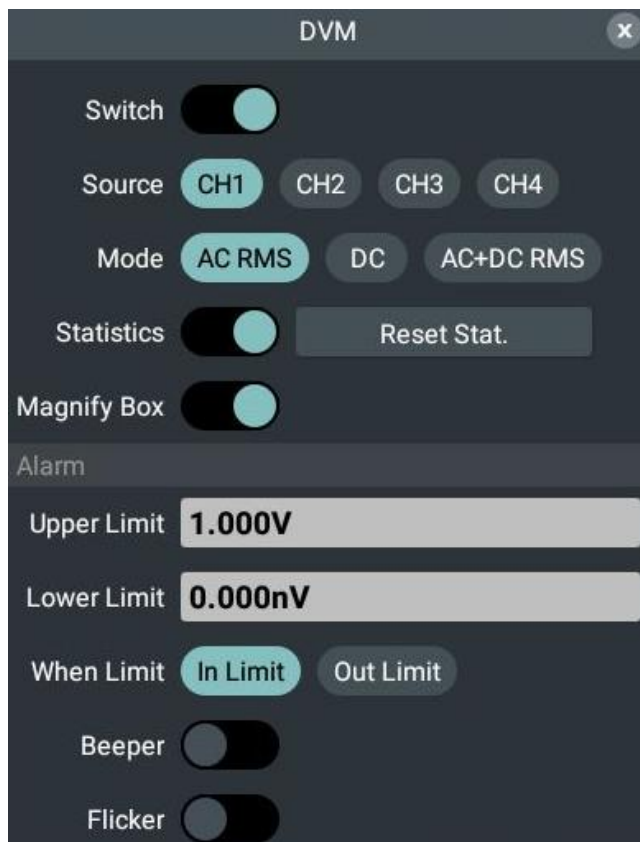 DVM
x
Switch
Source CH1 CH2 CH3 CH4
Mode AC RMS DC AC+DC RMS
Statistics Reset Stat.
Magnify Box
Alarm
Upper Limit 1.000V
Lower Limit 0.000nV
When Limit In Limit Out Limit
Beeper
Flicker